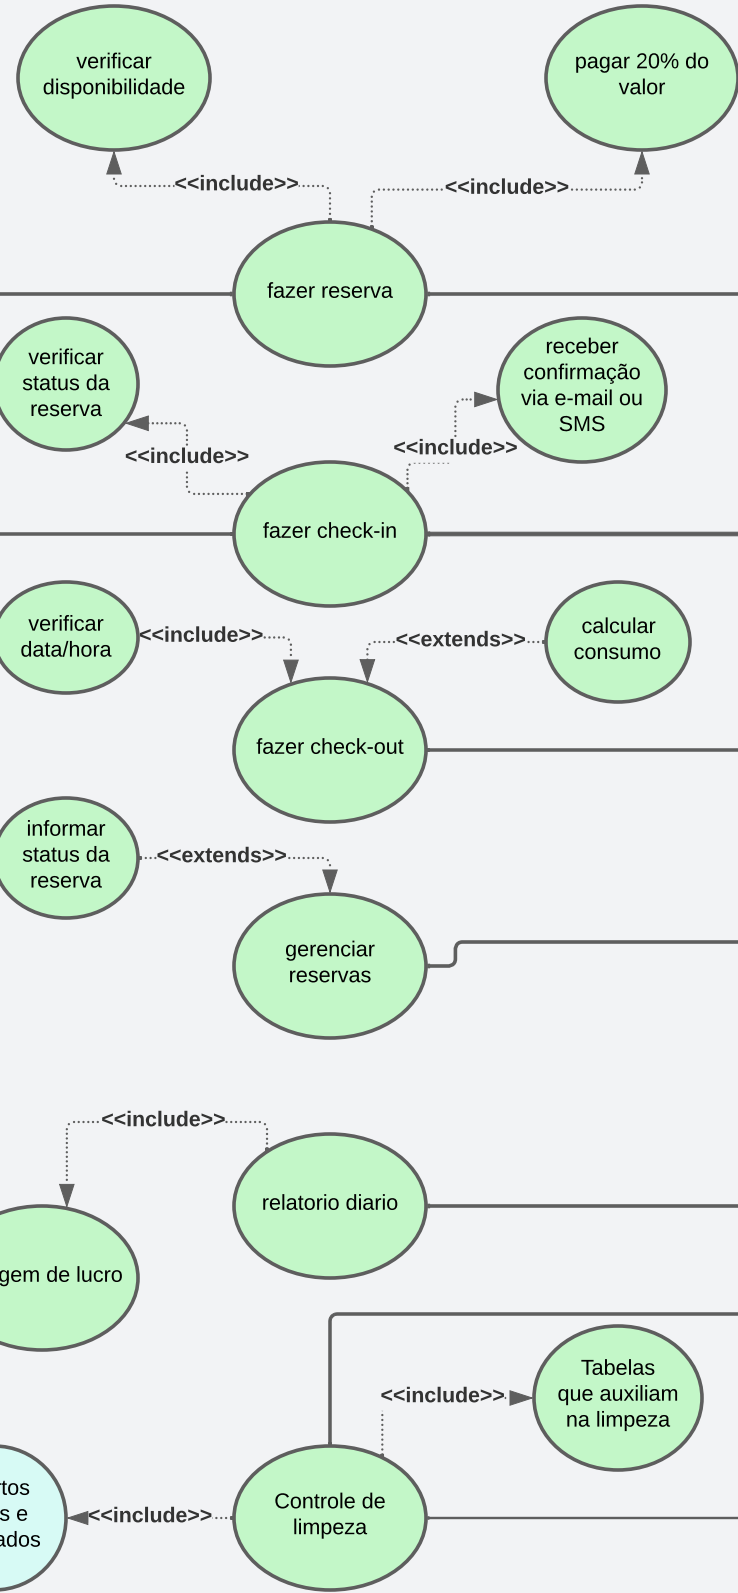 verificar
disponibilidade
pagar 20% do
valor
<<include>>
<<include>>
fazer reserva
verificar
status da
reserva
receber
confirmação
via e-mail ou
SMS
<<include>>
<<include>>
fazer check-in
verificar
data/hora
<<include>>
<<extends>>
calcular
consumo
fazer check-out
informar
status da
reserva
<<extends>>
gerenciar
reservas
<<include>>
relatorio diario
gem de lucro
Tabelas
que auxiliam
na limpeza
<<include>>
rtos
s e
ados
<<include>>
Controle de
limpeza